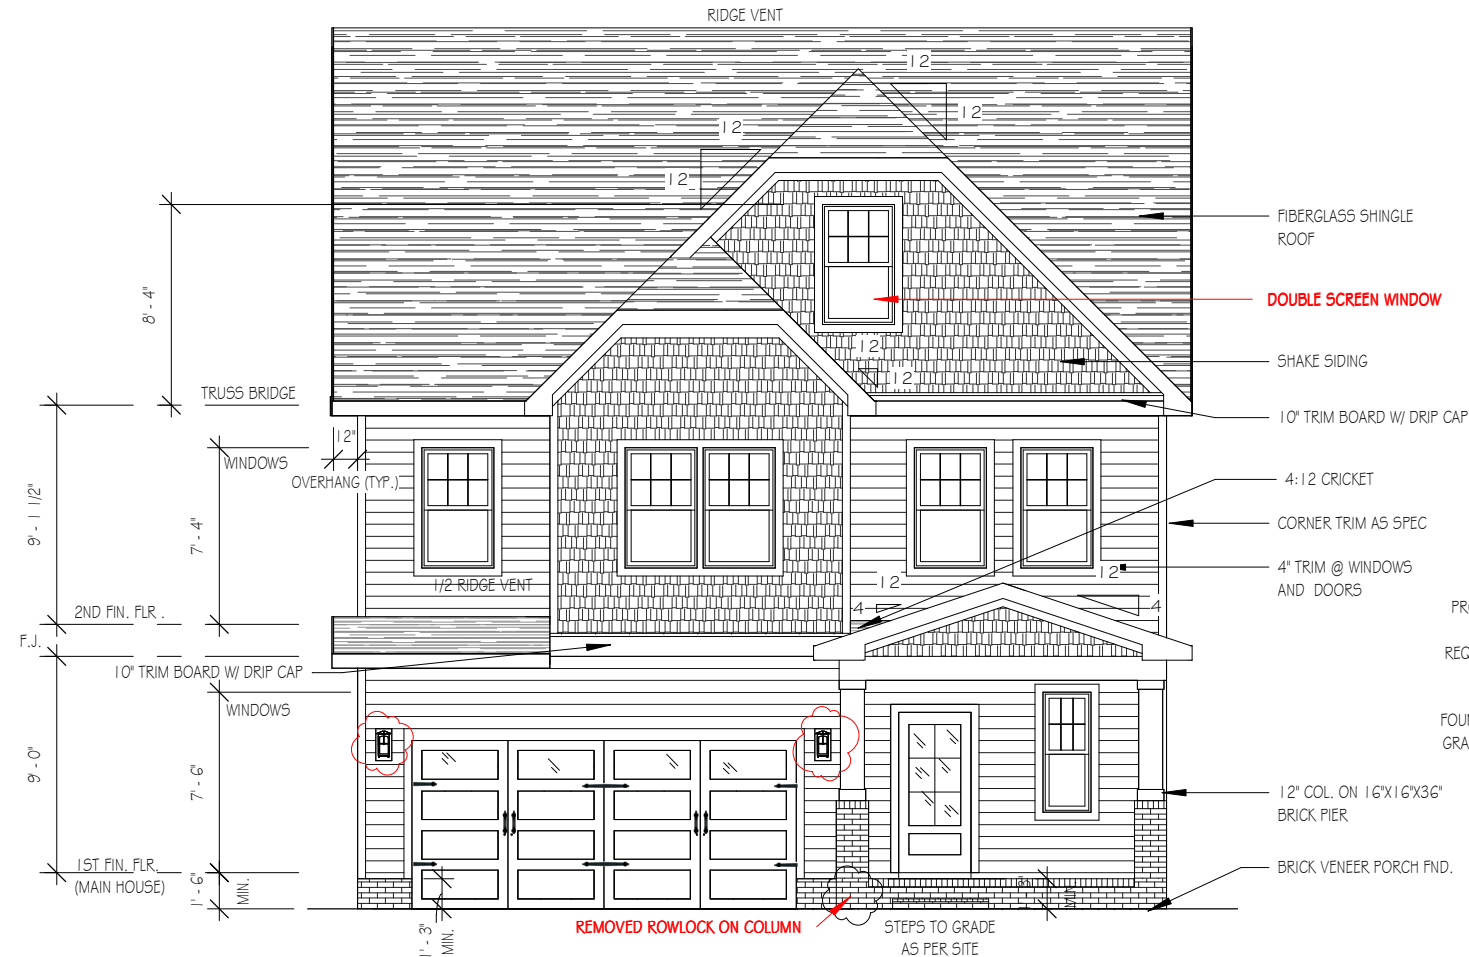 RIDGE VENT
12
12
12
12
FIBERGLASS SHINGLE
ROOF
DOUBLE SCREEN WINDOW
8' - 4"
12
12
SHAKE SIDING
TRUSS BRIDGE
10" TRIM BOARD W/ DRIP CAP
12"
WINDOWS
OVERHANG (TYP.)
4:12 CRICKET
9' - 1 1/2"
7' - 4"
CORNER TRIM AS SPEC
1/2 RIDGE VENT
12
12
4" TRIM @ WINDOWS
AND DOORS
4
4
2ND FIN. FLR .
PR
F.J.
REQ
10" TRIM BOARD W/ DRIP CAP
WINDOWS
FOUN
GRA
9' - 0"
7' - 6"
12" COL. ON 16"X16"X36"
BRICK PIER
1ST FIN. FLR.
(MAIN HOUSE)
1' - 6"
MIN.
BRICK VENEER PORCH FND.
MIN.
1' - 3"
MIN.
REMOVED ROWLOCK ON COLUMN
STEPS TO GRADE
AS PER SITE